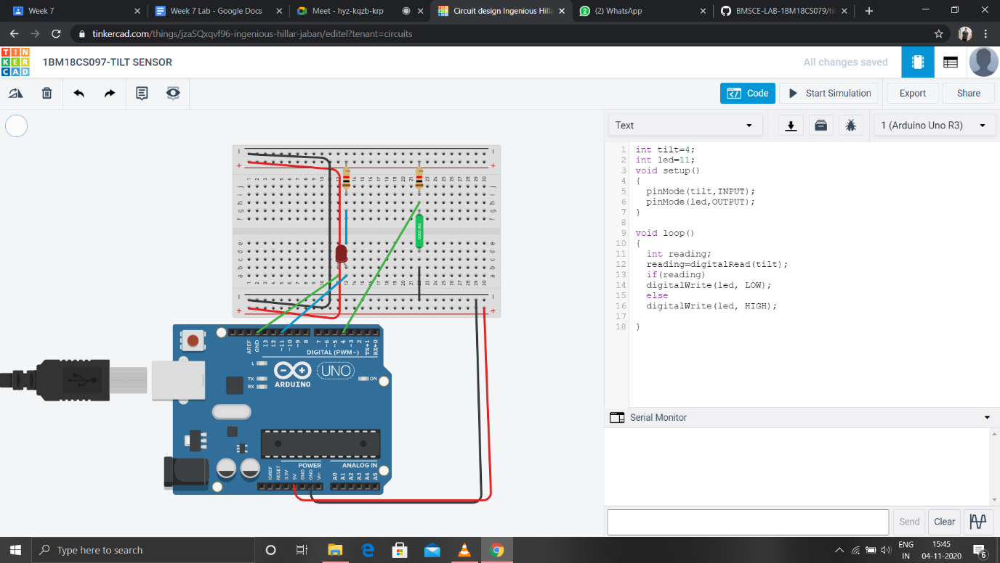 Week 7
Week 7 Lab - Google Docs
Meet - hyz-kqzb-krp
Circuit design Ingenious Hilla
(2) WhatsApp
BMSCE-LAB-1BM18CS079/til
tinkercad.com/things/jzaSQxqvf96-ingenious-hillar-jaban/editel?tenant=circuits
TIN
KER
CAD
1BM18CS097-TILT SENSOR
All changes saved
Code
Start Simulation
Export
Share
Text
1 (Arduino Uno R3)
1 int tilt=4;
2 int led=11;
3 void setup()
4 {
5 pinMode(tilt,INPUT);
6 pinMode(led,OUTPUT);
7 }
8
9 void loop()
10 {
11 int reading;
12 reading=digitalRead(tilt);
13 if(reading)
14 digitalWrite(led, LOW);
15 else
16 digitalWrite(led, HIGH);
17
18 }
AREF
GND
13
12
~11
~10
~9
8
7
~6
~5
4
~3
2
TX→1
RX←0
DIGITAL (PWM~)
L
TX
RX
ARDUINO
UNO
ON
POWER
ANALOG IN
IOREF
RESET
3.3V
5V
GND
GND
Vin
A0
A1
A2
A3
A4
A5
Serial Monitor
Send
Clear
Type here to search
ENG
IN
15:45
04-11-2020
6